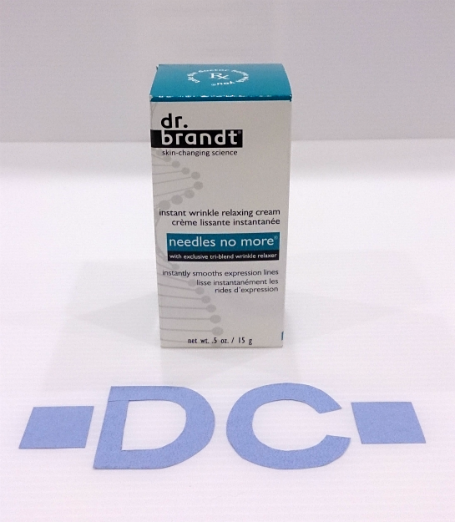 Rx
dr.
brandt®
skin-changing science
instant wrinkle relaxing cream
crème lissante instantanée
needles no more®
with exclusive tri-blend wrinkle relaxer
instantly smooths expression lines
lisse instantanément les
rides d'expression
net wt. .5 oz. / 15 g
DC